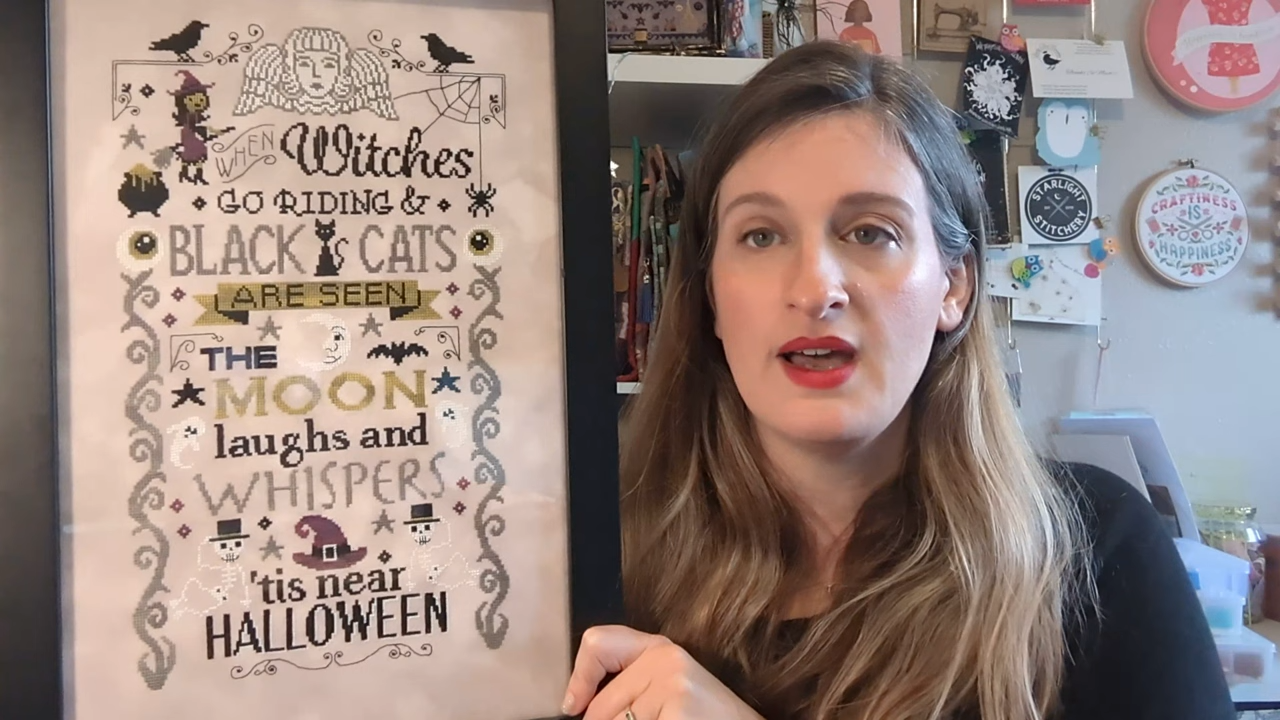 WHEN Witches
GO RIDING &
BLACK CATS
ARE SEEN
THE
MOON
laughs and
WHISPERS
'tis near
HALLOWEEN
STARLIGHT
STITCHERY
CRAFTINESS
IS
HAPPINESS